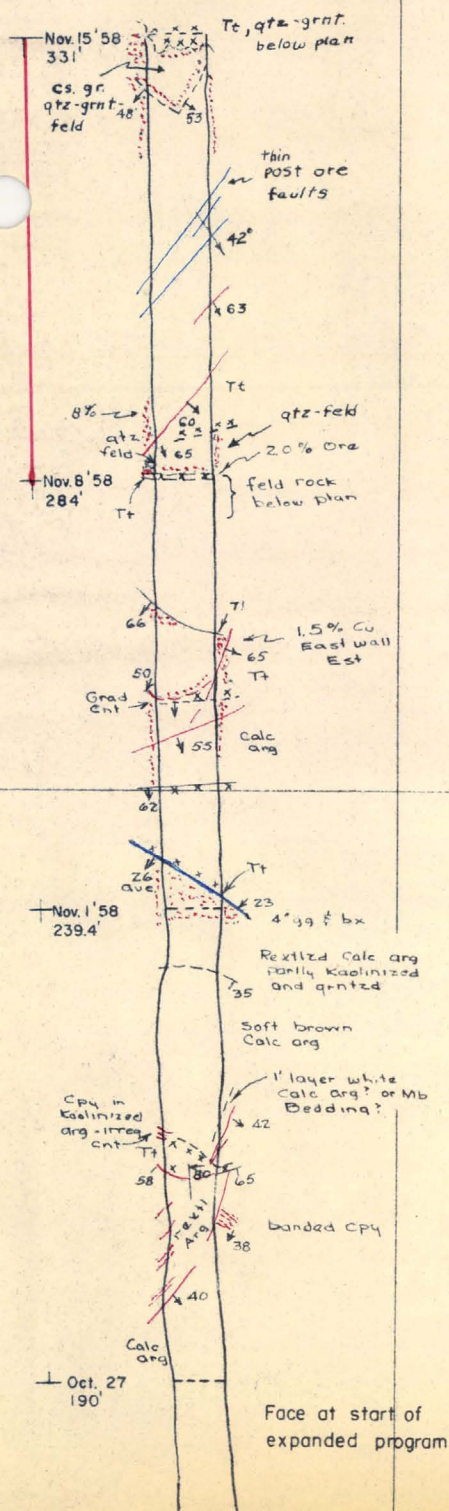 Nov. 15 '58
331'
Tt, qtz-grnt.
below plan
cs. gr.
qtz-grnt-
feld
48
53
thin
post ore
faults
42°
63
Tt
8%
60
qtz
feld
65
qtz-feld
20% Ore
Nov. 8 '58
284'
Tt
feld rock
below plan
66
T1
1.5% Cu
East wall
Est
65
Tt
50
Grad
Cnt
Calc
arg
55
62
26
ave
Tt
23
Nov. 1 '58
239.4'
4" gg & bx
Rextlzd Calc arg
partly Kaolinized
and grntzd
35
Soft brown
Calc arg
1' layer white
Calc arg? or Mb
Bedding?
Cpy in
Kaolinized
arg-irreg
Cnt
42
Tt
58
80
65
rextl
Arg
banded Cpy
38
40
Calc
arg
Oct. 27
190'
Face at start of
expanded program